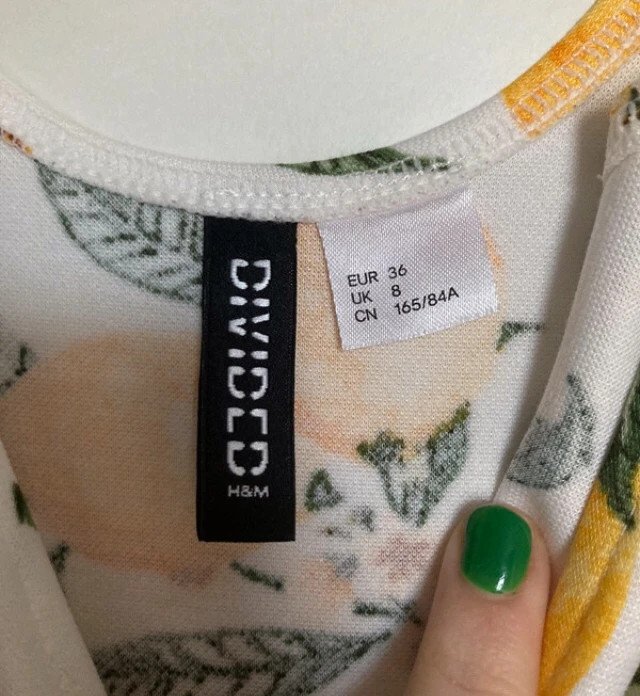 DIVIDED
H&M
EUR 36
UK 8
CN 165/84A